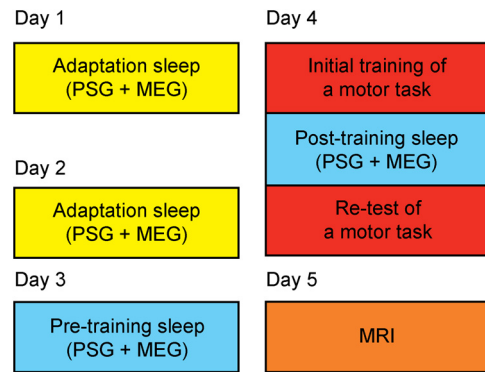 Day 1
Adaptation sleep
(PSG + MEG)
Day 2
Adaptation sleep
(PSG + MEG)
Day 3
Pre-training sleep
(PSG + MEG)
Day 4
Initial training of
a motor task
Post-training sleep
(PSG + MEG)
Re-test of
a motor task
Day 5
MRI